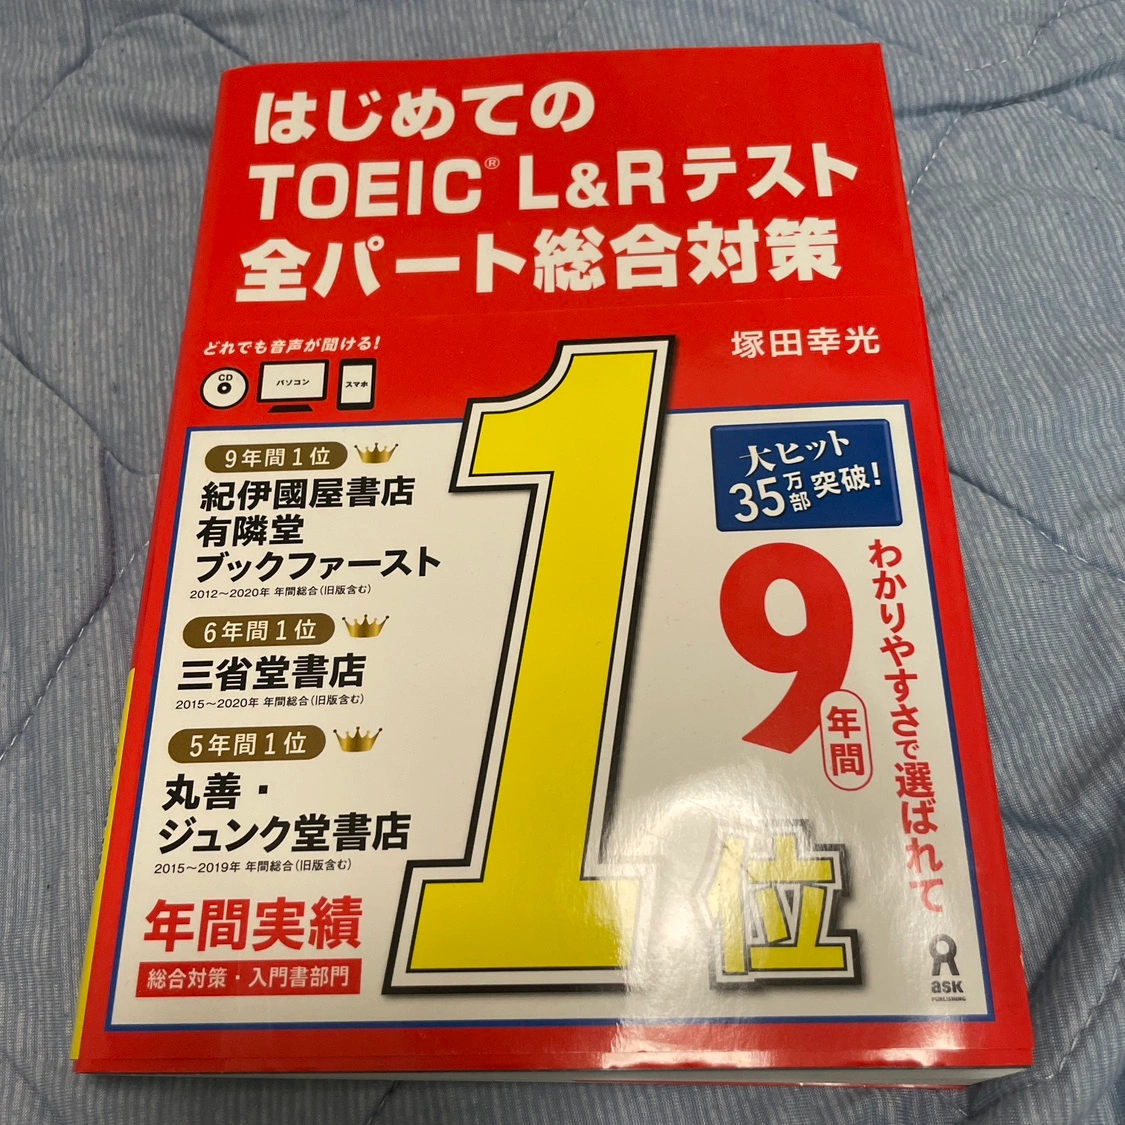 はじめての
TOEIC® L&Rテスト
全パート総合対策
塚田幸光
どれでも音声が聞ける!
CD
パソコン
スマホ
9年間1位
紀伊國屋書店
有隣堂
ブックファースト
2012~2020年 年間総合(旧版含む)
6年間1位
三省堂書店
2015~2020年 年間総合(旧版含む)
5年間1位
丸善・
ジュンク堂書店
2015~2019年 年間総合(旧版含む)
年間実績
総合対策・入門書部門
大ヒット
35万部突破!
わかりやすさで選ばれて
9年間
1位
ask
PUBLISHING